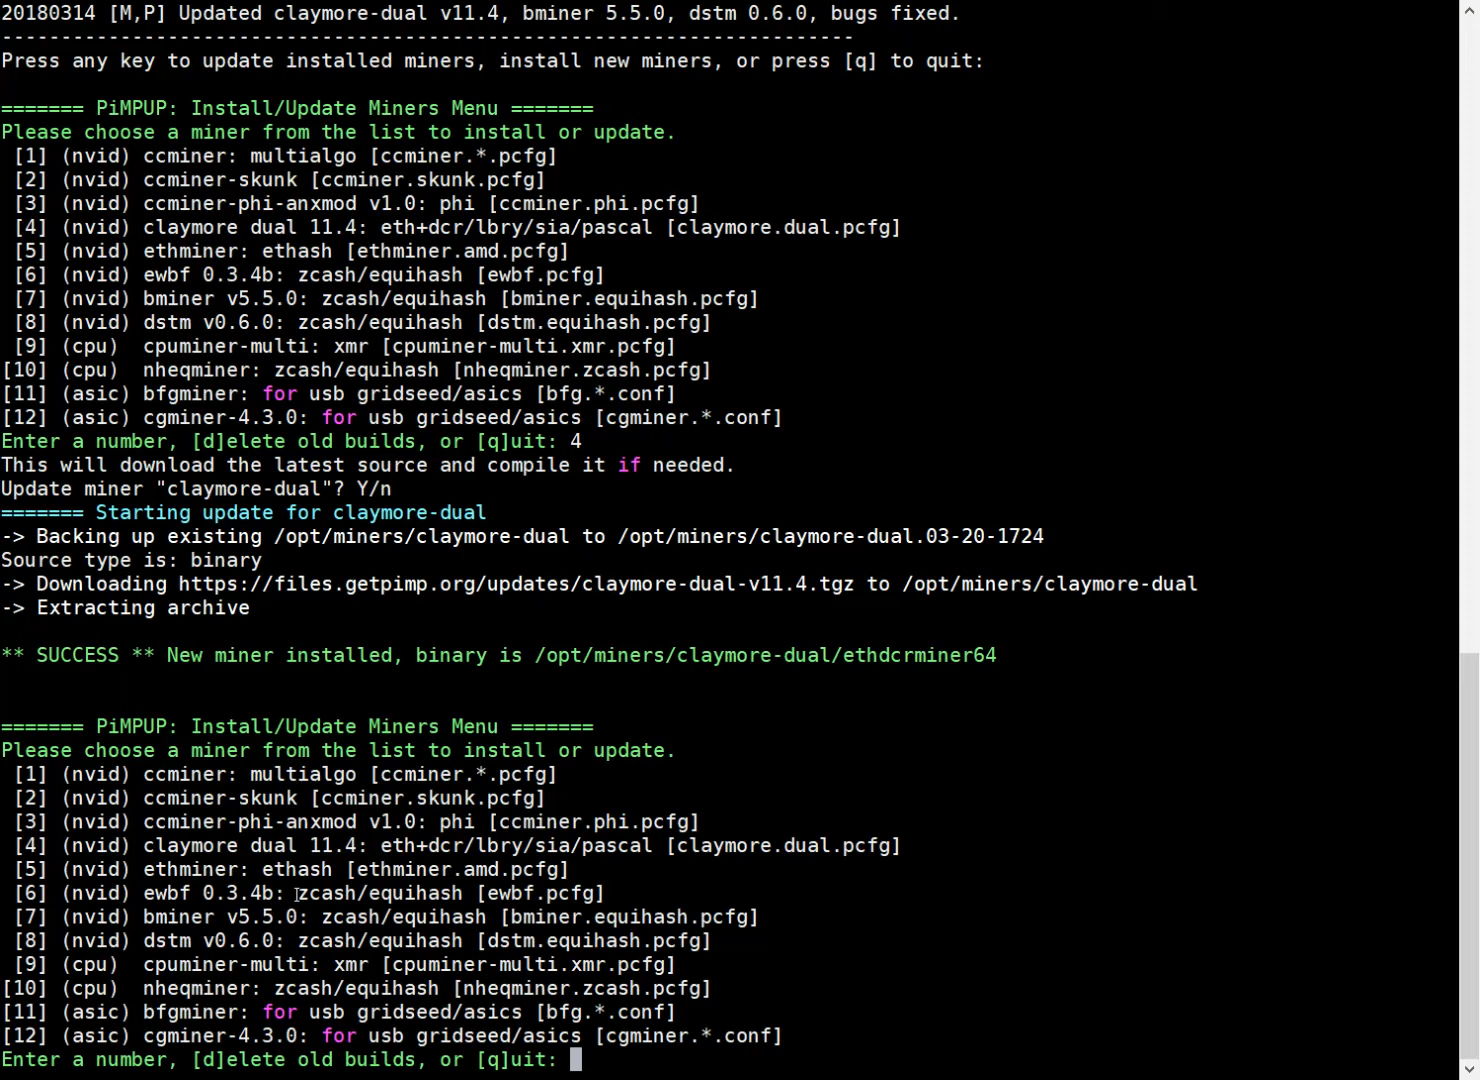 20180314 [M,P] Updated claymore-dual v11.4, bminer 5.5.0, dstm 0.6.0, bugs fixed.
------------------------------------------------------------------------
Press any key to update installed miners, install new miners, or press [q] to quit:
======= PiMPUP: Install/Update Miners Menu =======
Please choose a miner from the list to install or update.
[1] (nvid) ccminer: multialgo [ccminer.*.pcfg]
[2] (nvid) ccminer-skunk [ccminer.skunk.pcfg]
[3] (nvid) ccminer-phi-anxmod v1.0: phi [ccminer.phi.pcfg]
[4] (nvid) claymore dual 11.4: eth+dcr/lbry/sia/pascal [claymore.dual.pcfg]
[5] (nvid) ethminer: ethash [ethminer.amd.pcfg]
[6] (nvid) ewbf 0.3.4b: zcash/equihash [ewbf.pcfg]
[7] (nvid) bminer v5.5.0: zcash/equihash [bminer.equihash.pcfg]
[8] (nvid) dstm v0.6.0: zcash/equihash [dstm.equihash.pcfg]
[9] (cpu)  cpuminer-multi: xmr [cpuminer-multi.xmr.pcfg]
[10] (cpu)  nheqminer: zcash/equihash [nheqminer.zcash.pcfg]
[11] (asic) bfgminer: for usb gridseed/asics [bfg.*.conf]
[12] (asic) cgminer-4.3.0: for usb gridseed/asics [cgminer.*.conf]
Enter a number, [d]elete old builds, or [q]uit: 4
This will download the latest source and compile it if needed.
Update miner "claymore-dual"? Y/n
======= Starting update for claymore-dual
-> Backing up existing /opt/miners/claymore-dual to /opt/miners/claymore-dual.03-20-1724
Source type is: binary
-> Downloading https://files.getpimp.org/updates/claymore-dual-v11.4.tgz to /opt/miners/claymore-dual
-> Extracting archive
** SUCCESS ** New miner installed, binary is /opt/miners/claymore-dual/ethdcrminer64
======= PiMPUP: Install/Update Miners Menu =======
Please choose a miner from the list to install or update.
[1] (nvid) ccminer: multialgo [ccminer.*.pcfg]
[2] (nvid) ccminer-skunk [ccminer.skunk.pcfg]
[3] (nvid) ccminer-phi-anxmod v1.0: phi [ccminer.phi.pcfg]
[4] (nvid) claymore dual 11.4: eth+dcr/lbry/sia/pascal [claymore.dual.pcfg]
[5] (nvid) ethminer: ethash [ethminer.amd.pcfg]
[6] (nvid) ewbf 0.3.4b: zcash/equihash [ewbf.pcfg]
[7] (nvid) bminer v5.5.0: zcash/equihash [bminer.equihash.pcfg]
[8] (nvid) dstm v0.6.0: zcash/equihash [dstm.equihash.pcfg]
[9] (cpu)  cpuminer-multi: xmr [cpuminer-multi.xmr.pcfg]
[10] (cpu)  nheqminer: zcash/equihash [nheqminer.zcash.pcfg]
[11] (asic) bfgminer: for usb gridseed/asics [bfg.*.conf]
[12] (asic) cgminer-4.3.0: for usb gridseed/asics [cgminer.*.conf]
Enter a number, [d]elete old builds, or [q]uit: